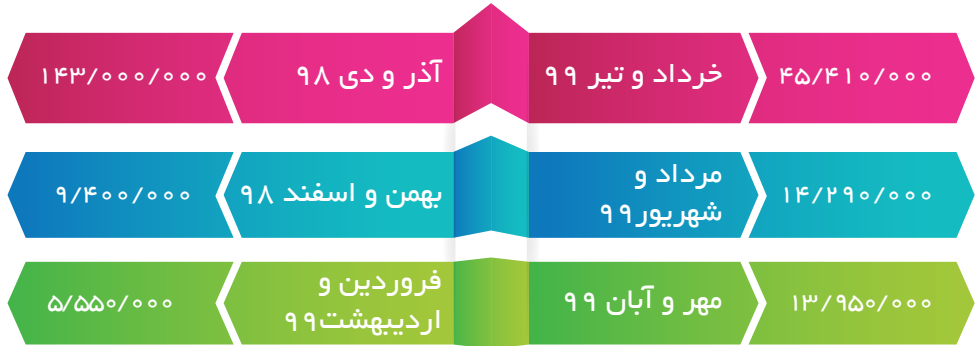 خرداد و تیر ۹۹
۴۵/۴۱۰/۰۰۰
آذر و دی ۹۸
۱۴۳/۰۰۰/۰۰۰
مرداد و
شهریور۹۹
۱۴/۲۹۰/۰۰۰
بهمن و اسفند ۹۸
۹/۴۰۰/۰۰۰
مهر و آبان ۹۹
۱۳/۹۵۰/۰۰۰
فروردین و
اردیبهشت۹۹
۵/۵۵۰/۰۰۰